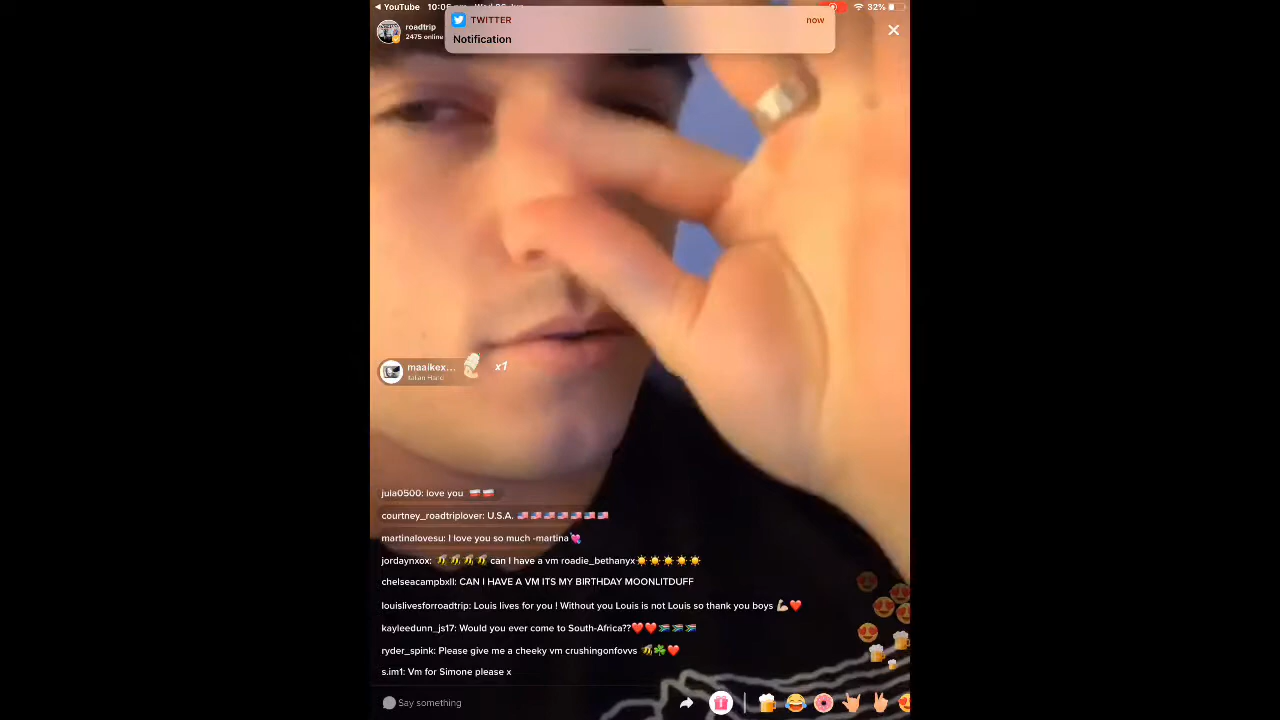 YouTube 10:0
32%
TWITTER now
Notification
roadtrip
2475 online
maaikex...
Italian Hand
x1
jula0500: love you
courtney_roadtriplover: U.S.A.
martinalovesu: I love you so much -martina💘
jordaynxox: 🐝🐝🐝🐝 can I have a vm roadie_bethanyx☀️☀️☀️☀️☀️
chelseacampbxll: CAN I HAVE A VM ITS MY BIRTHDAY MOONLITDUFF
louislivesforroadtrip: Louis lives for you ! Without you Louis is not Louis so thank you boys 💪🏼❤️
kayleedunn_js17: Would you ever come to South-Africa??❤️❤️🇿🇦🇿🇦🇿🇦
ryder_spink: Please give me a cheeky vm crushingonfovvs 🐝☘️❤️
s.im1: Vm for Simone please x
Say something